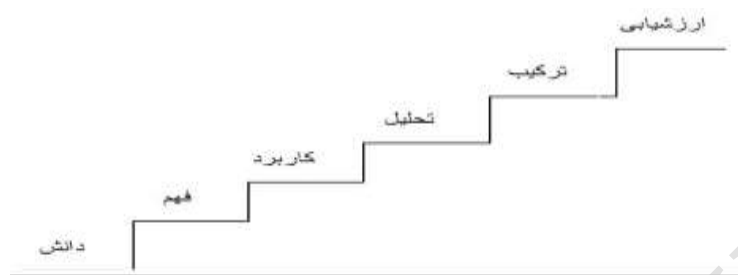 ارزشیابی
ترکیب
تحلیل
کاربرد
فهم
دانش